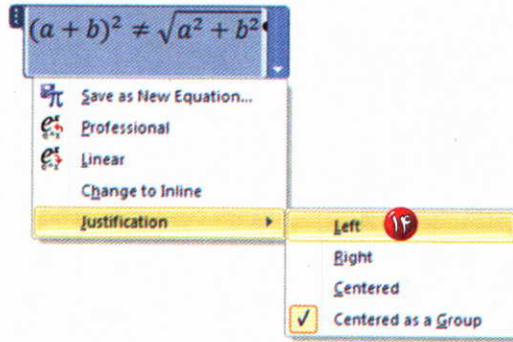 (a + b)² ≠ √a² + b²
Save as New Equation...
Professional
Linear
Change to Inline
Justification
Left ۱۴
Right
Centered
✓ Centered as a Group